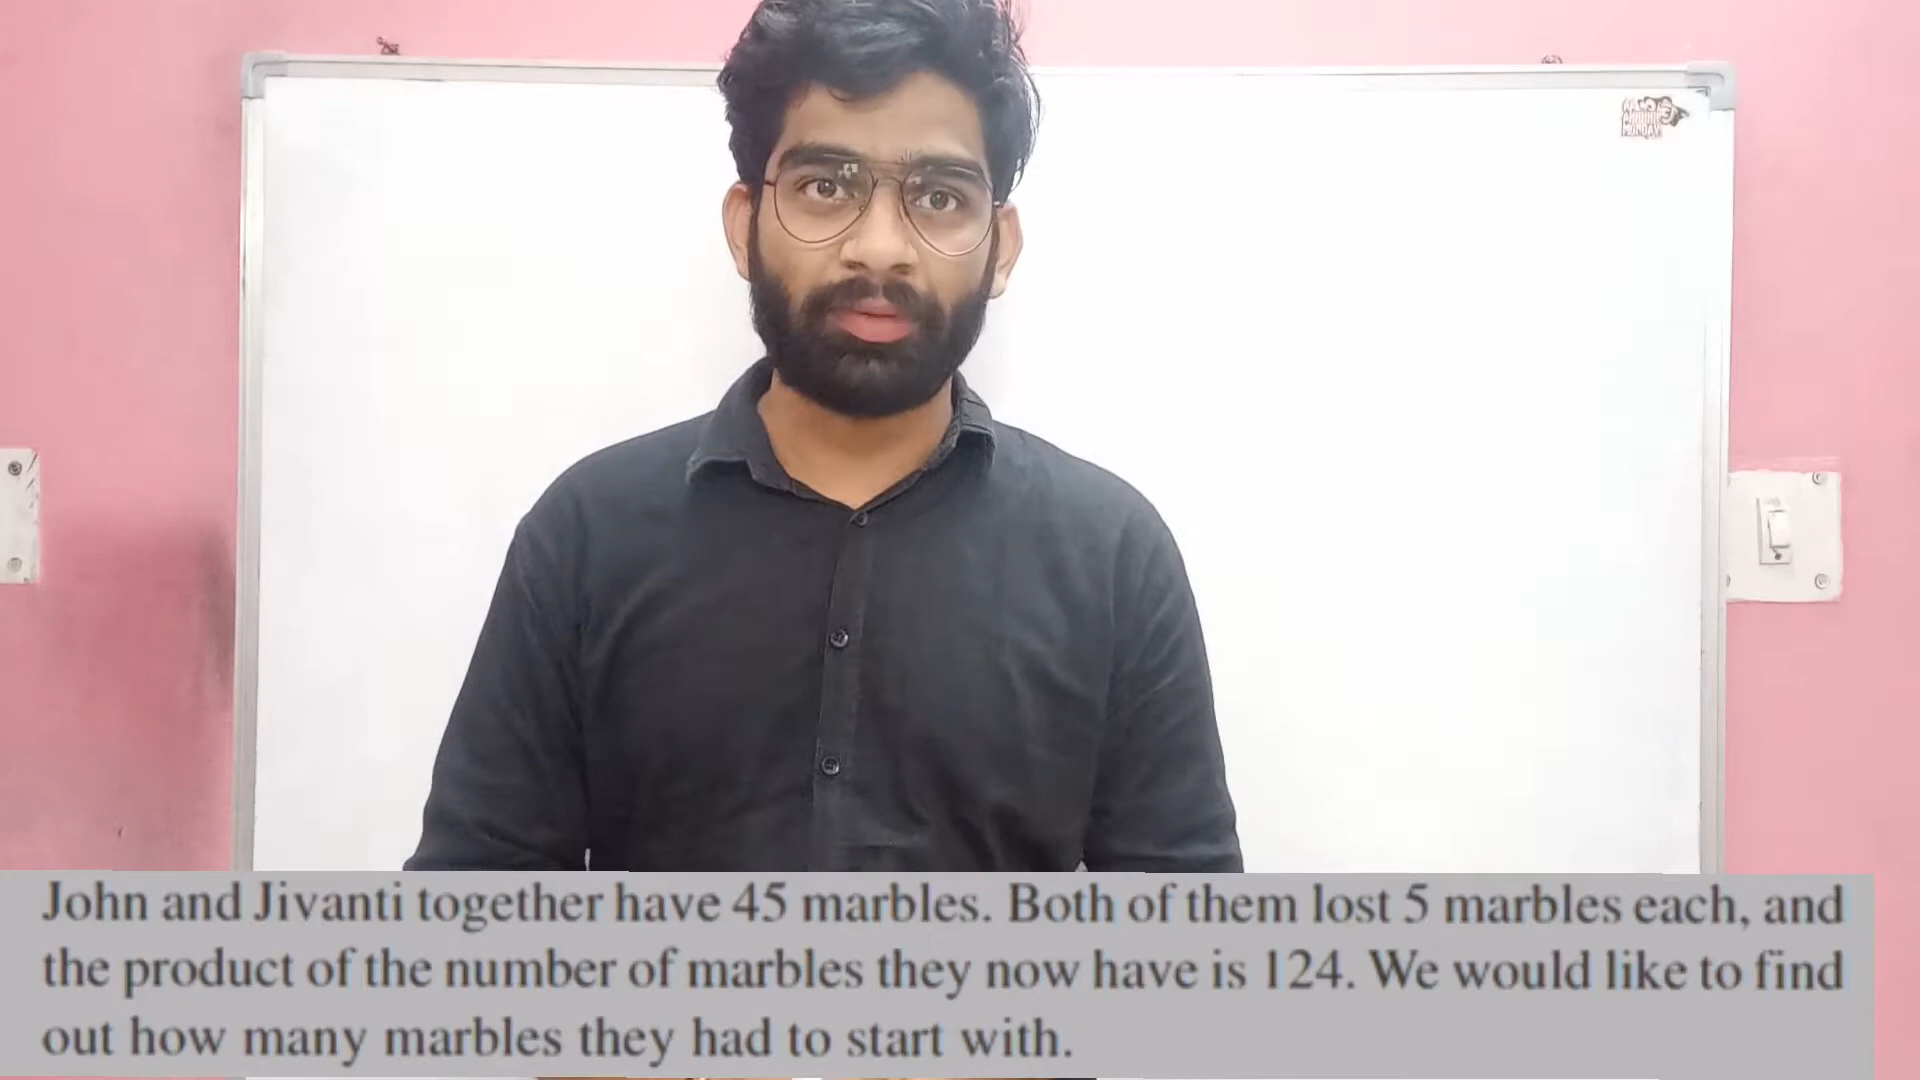 John and Jivanti together have 45 marbles. Both of them lost 5 marbles each, and
the product of the number of marbles they now have is 124. We would like to find
out how many marbles they had to start with.